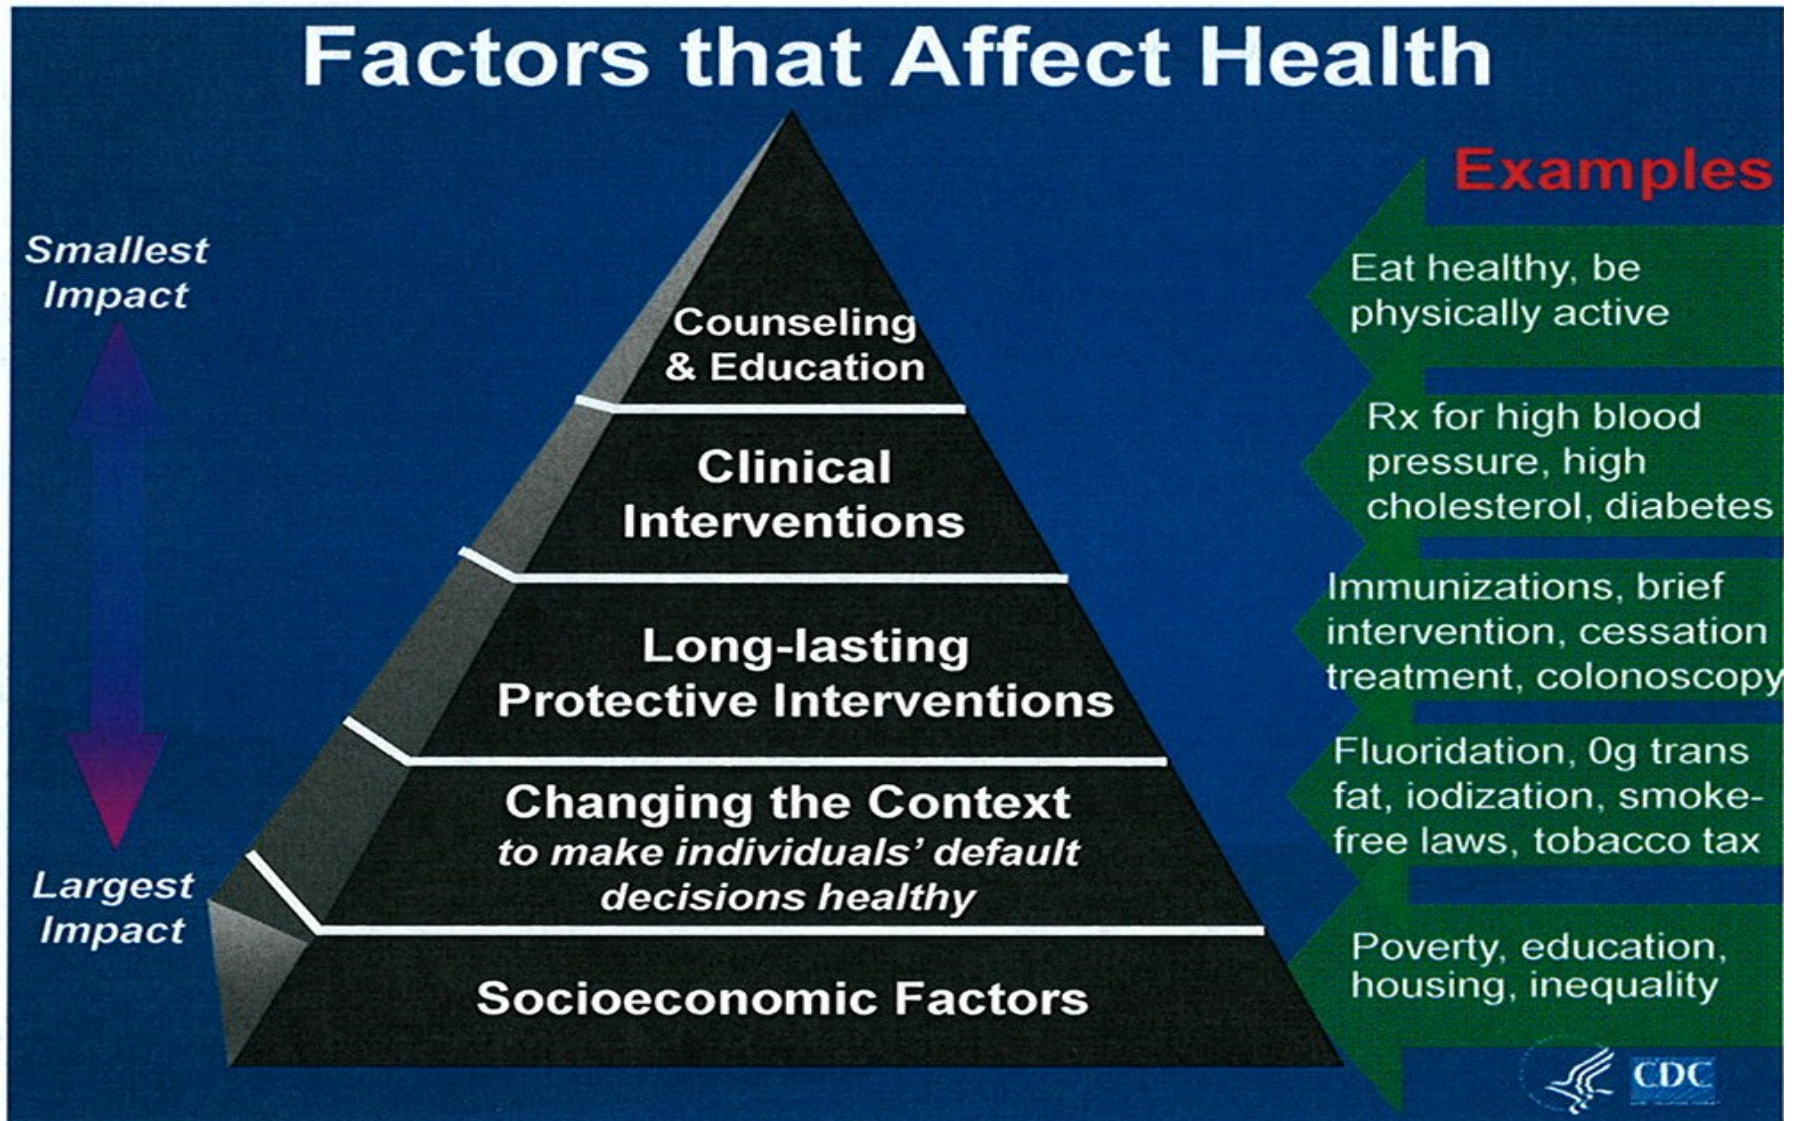 Factors that Affect Health
Examples
Smallest
Impact
Largest
Impact
Counseling
& Education
Clinical
Interventions
Long-lasting
Protective Interventions
Changing the Context
to make individuals' default
decisions healthy
Socioeconomic Factors
Eat healthy, be
physically active
Rx for high blood
pressure, high
cholesterol, diabetes
Immunizations, brief
intervention, cessation
treatment, colonoscopy
Fluoridation, 0g trans
fat, iodization, smoke-
free laws, tobacco tax
Poverty, education,
housing, inequality
CDC